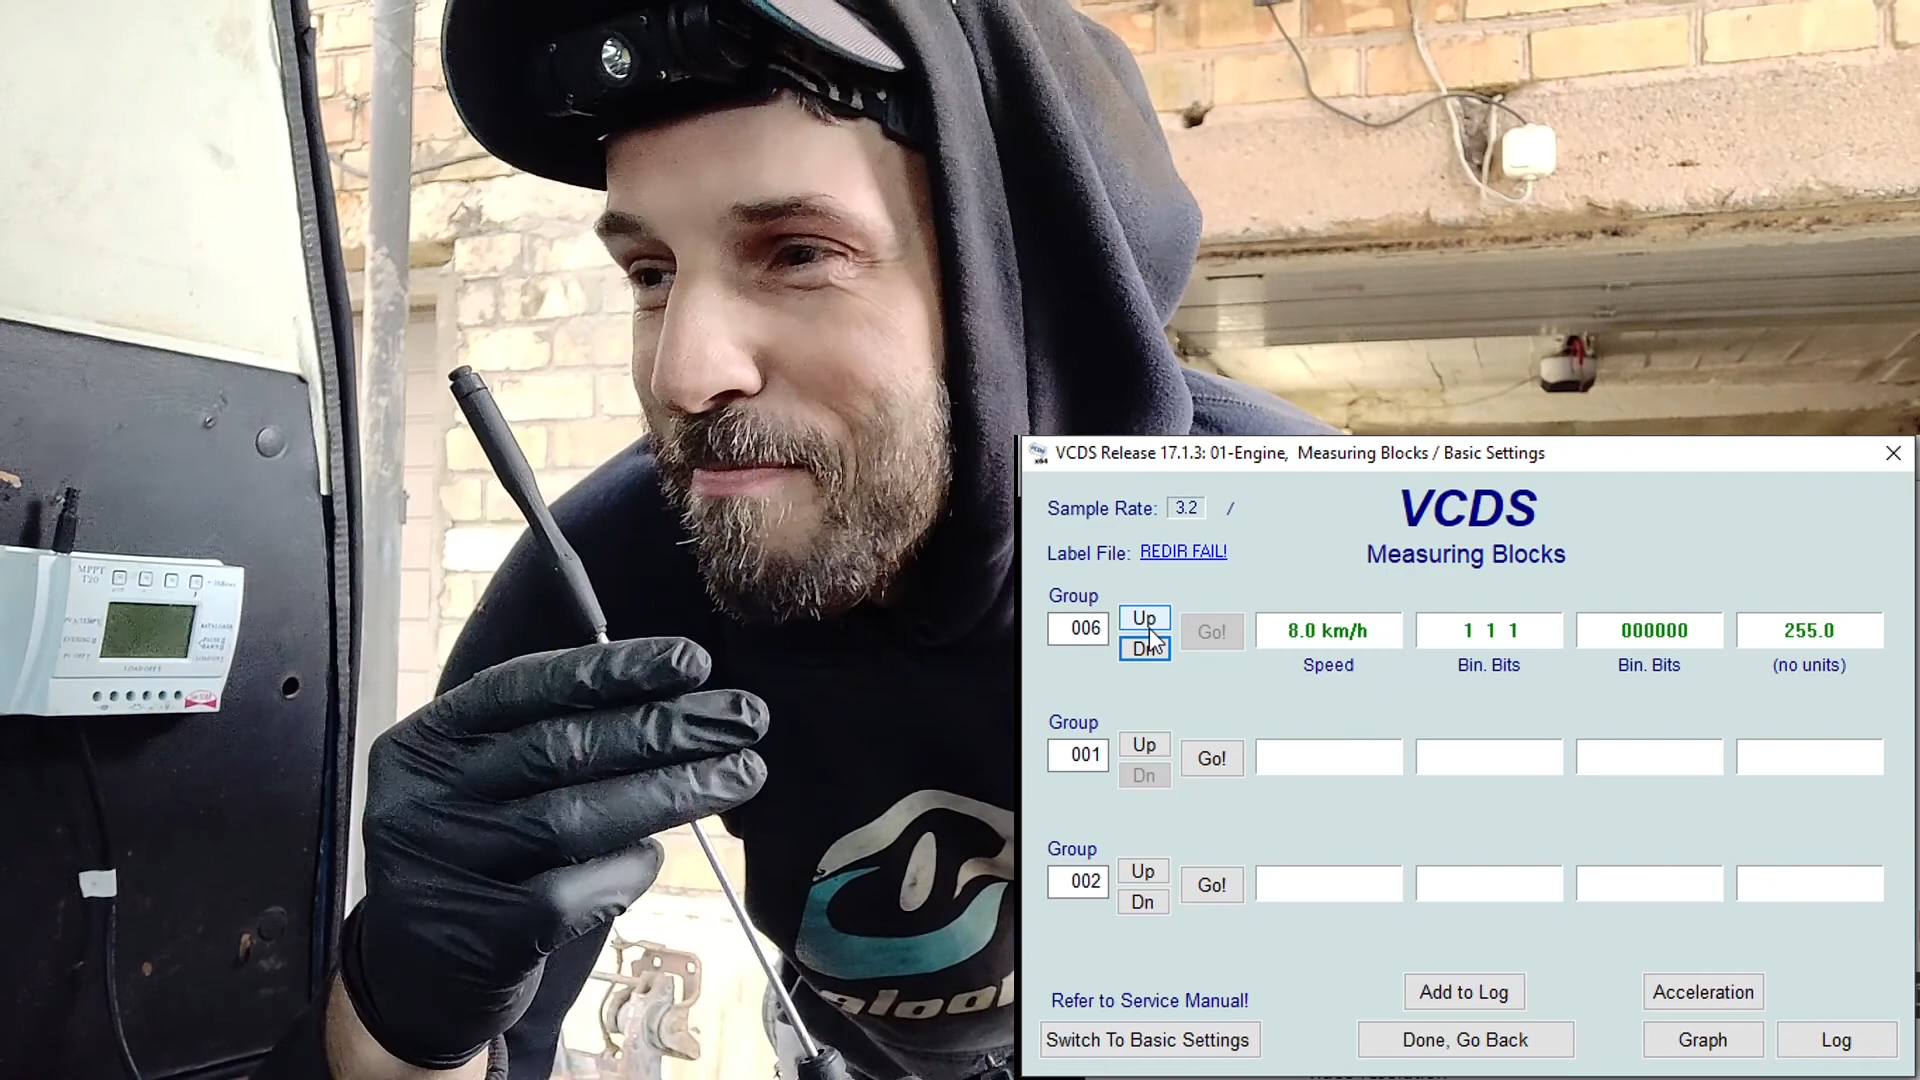 MPPT
T20
LOAD OFF
VCDS Release 17.1.3: 01-Engine, Measuring Blocks / Basic Settings
Sample Rate: 3.2 /
VCDS
Label File: REDIR FAIL!
Measuring Blocks
Group
006 Up Dn Go! 8.0 km/h 1 1 1 000000 255.0
Speed Bin. Bits Bin. Bits (no units)
Group
001 Up Dn Go!
Group
002 Up Dn Go!
Refer to Service Manual!
Add to Log
Acceleration
Switch To Basic Settings
Done, Go Back
Graph
Log